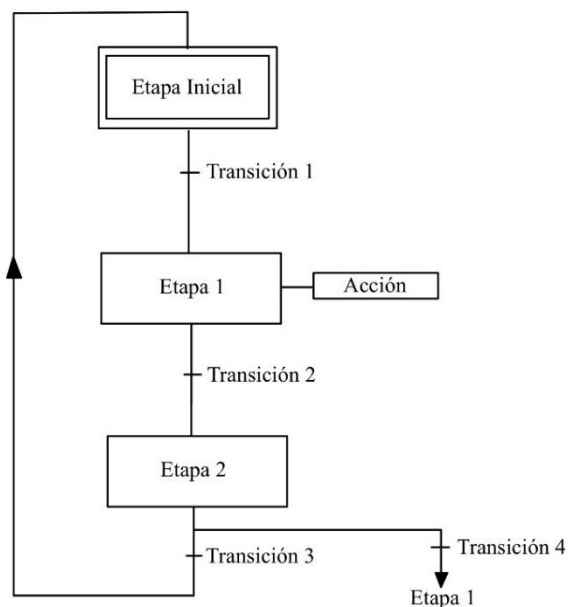 Etapa Inicial
Transición 1
Etapa 1
Acción
Transición 2
Etapa 2
Transición 3
Transición 4
Etapa 1